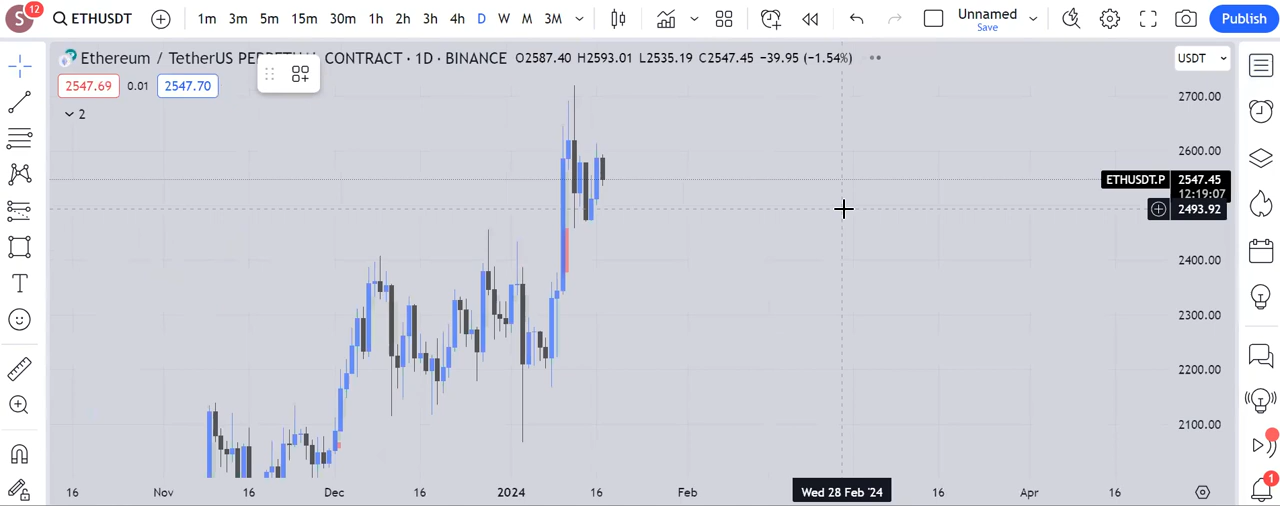 S 12 ETHUSDT 1m 3m 5m 15m 30m 1h 2h 3h 4h D W M 3M Unnamed Save Publish
Ethereum / TetherUS PERPETUAL CONTRACT · 1D · BINANCE O2587.40 H2593.01 L2535.19 C2547.45 −39.95 (−1.54%) USDT
2547.69 0.01 2547.70
2
2700.00
2600.00
ETHUSDT.P 2547.45
12:19:07
2493.92
2400.00
2300.00
2200.00
2100.00
16 Nov 16 Dec 16 2024 16 Feb Wed 28 Feb '24 16 Apr 16
1